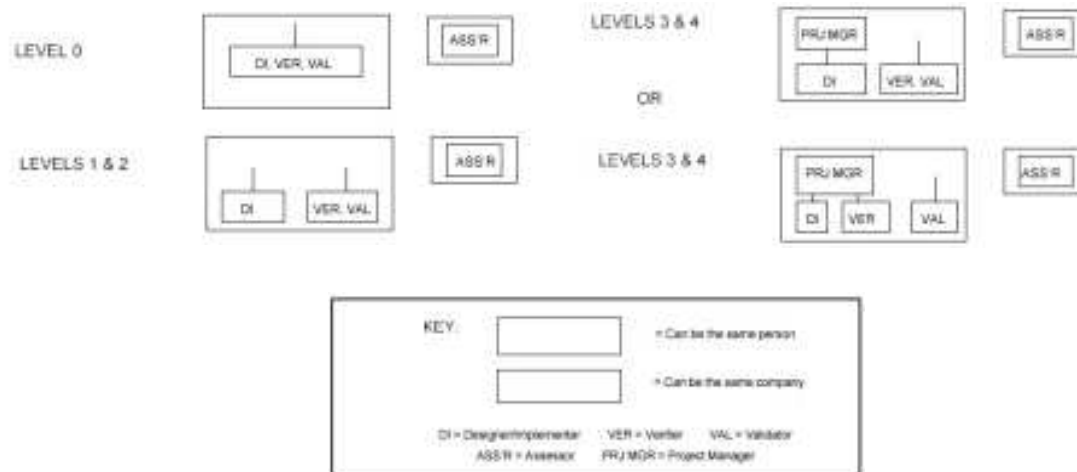 LEVEL 0
DI, VER, VAL
ASS'R
LEVELS 3 & 4
PRJ MGR
DI
VER, VAL
ASS'R
OR
LEVELS 1 & 2
DI
VER, VAL
ASS'R
LEVELS 3 & 4
PRJ MGR
DI
VER
VAL
ASS'R
KEY:
= Can be the same person
= Can be the same company
DI = Designer/Implementer VER = Verifier VAL = Validator
ASS'R = Assessor PRJ MGR = Project Manager